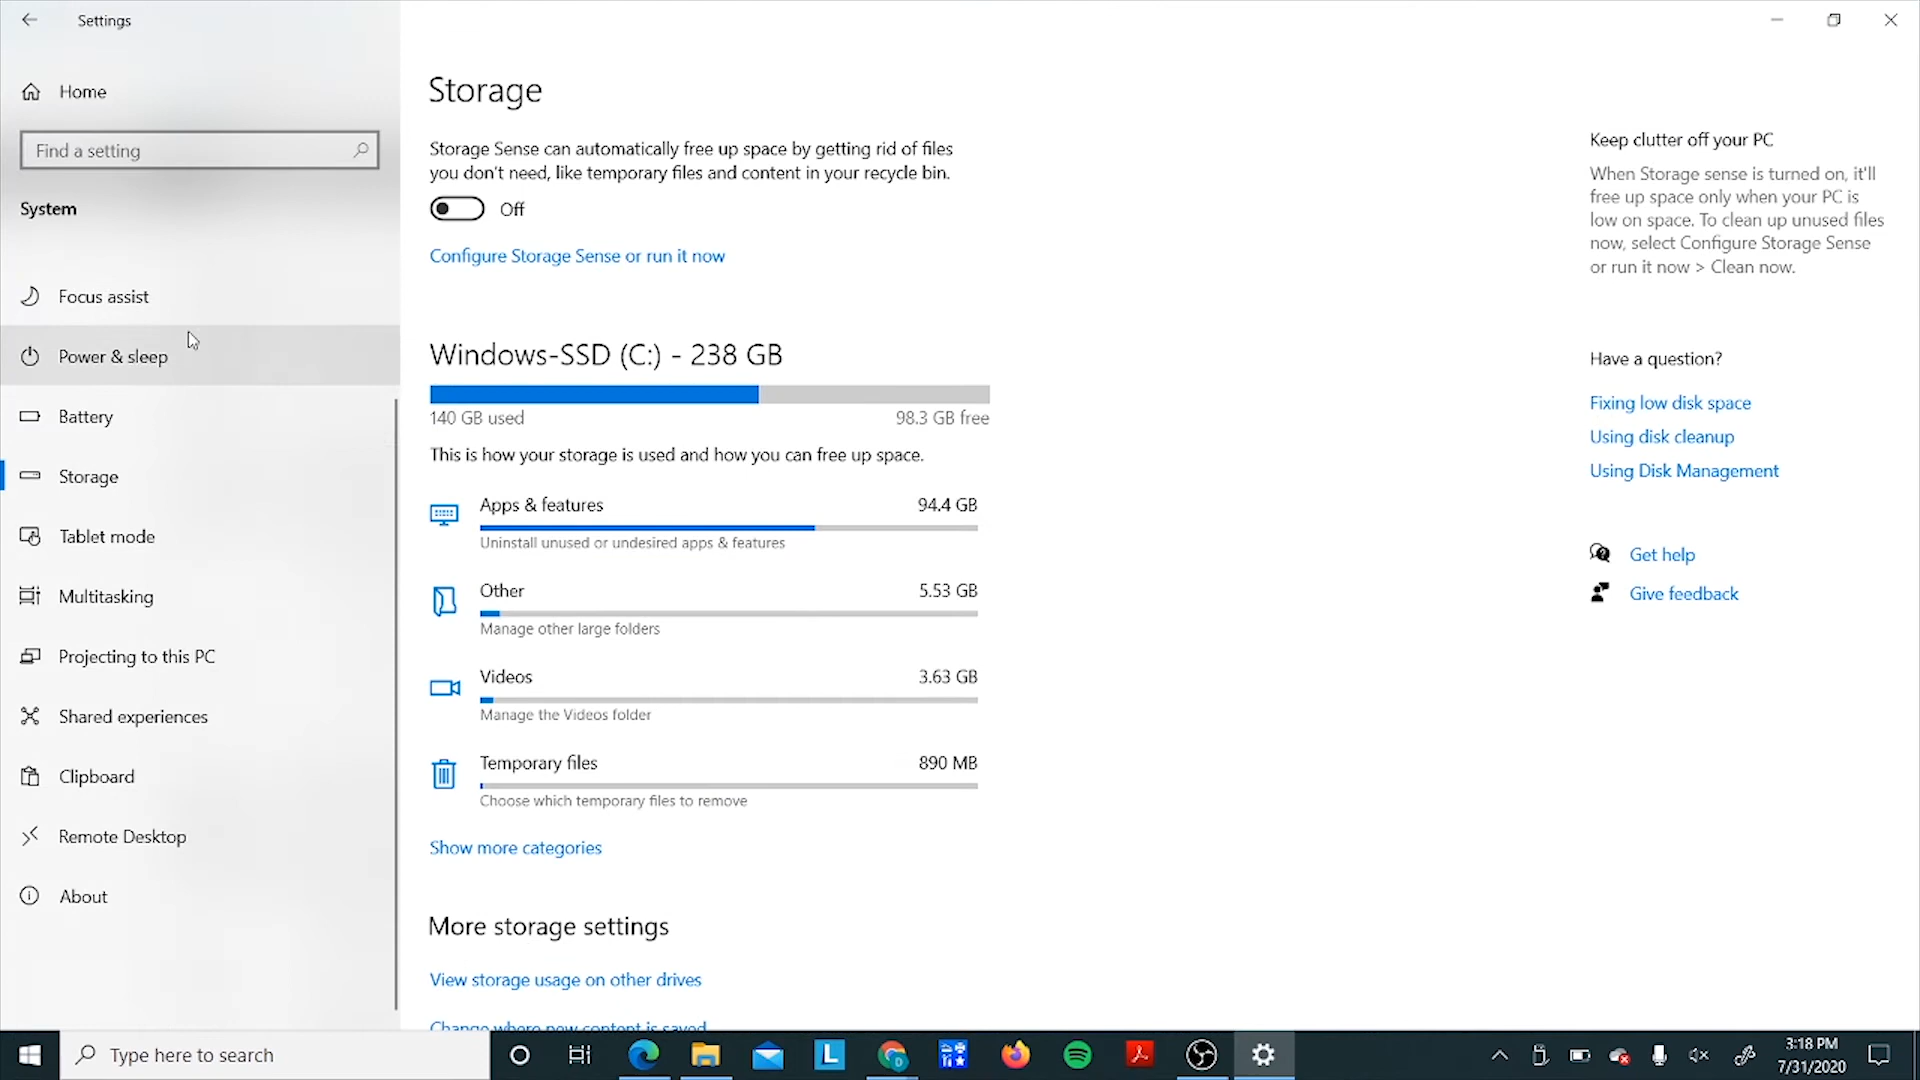 Settings
Home
Find a setting
System
Focus assist
Power & sleep
Battery
Storage
Tablet mode
Multitasking
Projecting to this PC
Shared experiences
Clipboard
Remote Desktop
About
Storage
Storage Sense can automatically free up space by getting rid of files
you don't need, like temporary files and content in your recycle bin.
Off
Configure Storage Sense or run it now
Windows-SSD (C:) - 238 GB
140 GB used 98.3 GB free
This is how your storage is used and how you can free up space.
Apps & features 94.4 GB
Uninstall unused or undesired apps & features
Other 5.53 GB
Manage other large folders
Videos 3.63 GB
Manage the Videos folder
Temporary files 890 MB
Choose which temporary files to remove
Show more categories
More storage settings
View storage usage on other drives
Change where new content is saved
Keep clutter off your PC
When Storage sense is turned on, it'll
free up space only when your PC is
low on space. To clean up unused files
now, select Configure Storage Sense
or run it now > Clean now.
Have a question?
Fixing low disk space
Using disk cleanup
Using Disk Management
Get help
Give feedback
Type here to search
L
D
3:18 PM
7/31/2020